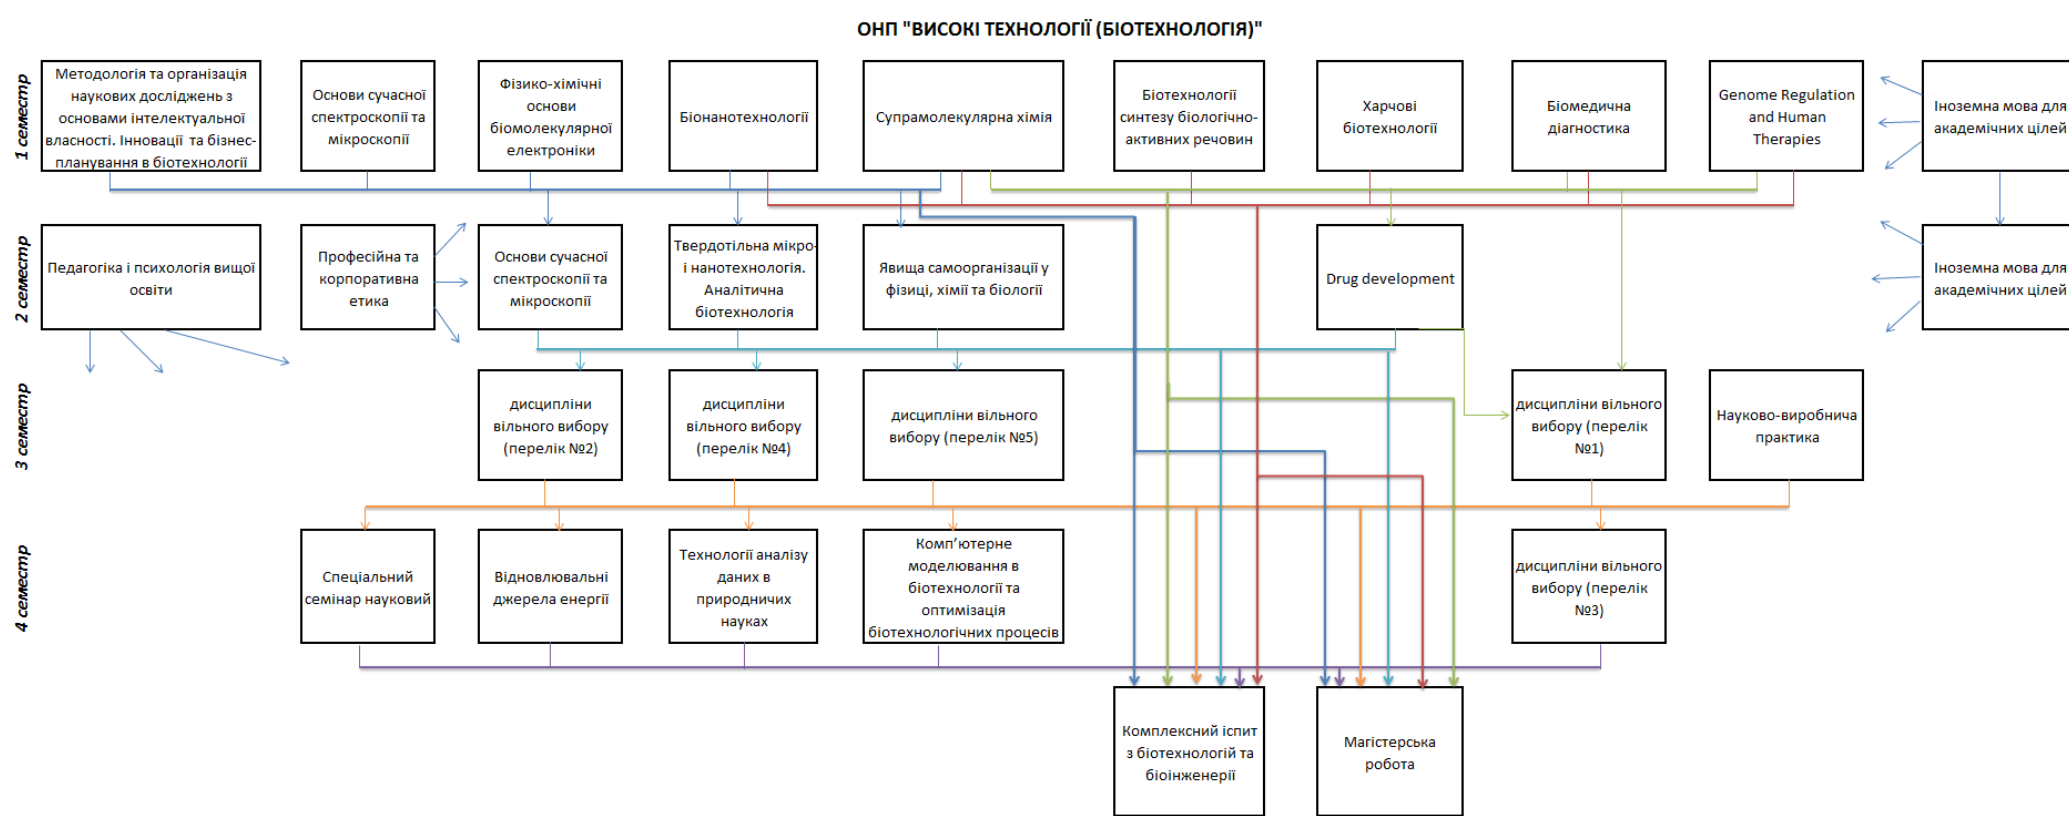 ОНП "ВИСОКІ ТЕХНОЛОГІЇ (БІОТЕХНОЛОГІЯ)"
1 семестр
Методологія та організація
наукових досліджень з
основами інтелектуальної
власності. Інновації та бізнес-
планування в біотехнології
Основи сучасної
спектроскопії та
мікроскопії
Фізико-хімічні
основи
біомолекулярної
електроніки
Біонанотехнології
Супрамолекулярна хімія
Біотехнології
синтезу біологічно-
активних речовин
Харчові
біотехнології
Біомедична
діагностика
Genome Regulation
and Human
Therapies
Іноземна мова для
академічних цілей
2 семестр
Педагогіка і психологія вищої
освіти
Професійна та
корпоративна
етика
Основи сучасної
спектроскопії та
мікроскопії
Твердотільна мікро-
і нанотехнологія.
Аналітична
біотехнологія
Явища самоорганізації у
фізиці, хімії та біології
Drug development
Іноземна мова для
академічних цілей
3 семестр
дисципліни
вільного вибору
(перелік №2)
дисципліни
вільного вибору
(перелік №4)
дисципліни вільного
вибору (перелік №5)
дисципліни вільного
вибору (перелік
№1)
Науково-виробнича
практика
4 семестр
Спеціальний
семінар науковий
Відновлювальні
джерела енергії
Технології аналізу
даних в
природничих
науках
Комп’ютерне
моделювання в
біотехнології та
оптимізація
біотехнологічних процесів
дисципліни вільного
вибору (перелік
№3)
Комплексний іспит
з біотехнологій та
біоінженерії
Магістерська
робота